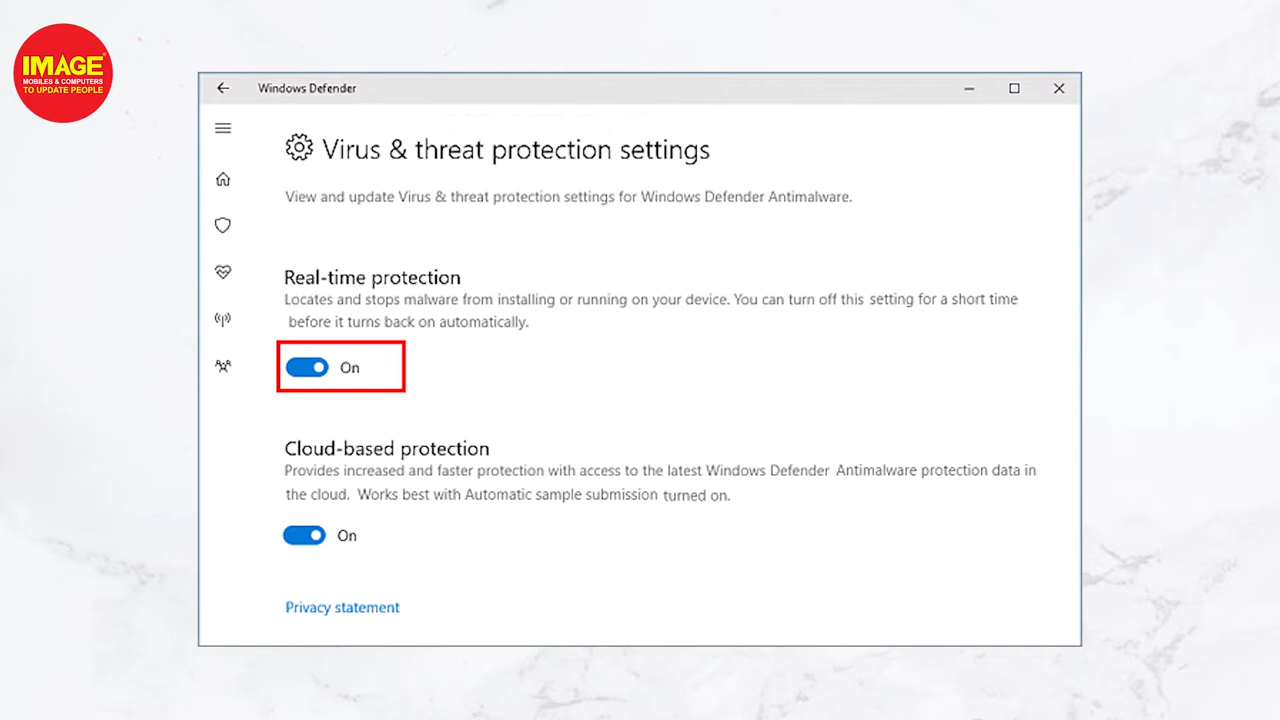 IMAGE
MOBILES & COMPUTERS
TO UPDATE PEOPLE
Windows Defender
Virus & threat protection settings
View and update Virus & threat protection settings for Windows Defender Antimalware.
Real-time protection
Locates and stops malware from installing or running on your device. You can turn off this setting for a short time
before it turns back on automatically.
On
Cloud-based protection
Provides increased and faster protection with access to the latest Windows Defender Antimalware protection data in
the cloud. Works best with Automatic sample submission turned on.
On
Privacy statement